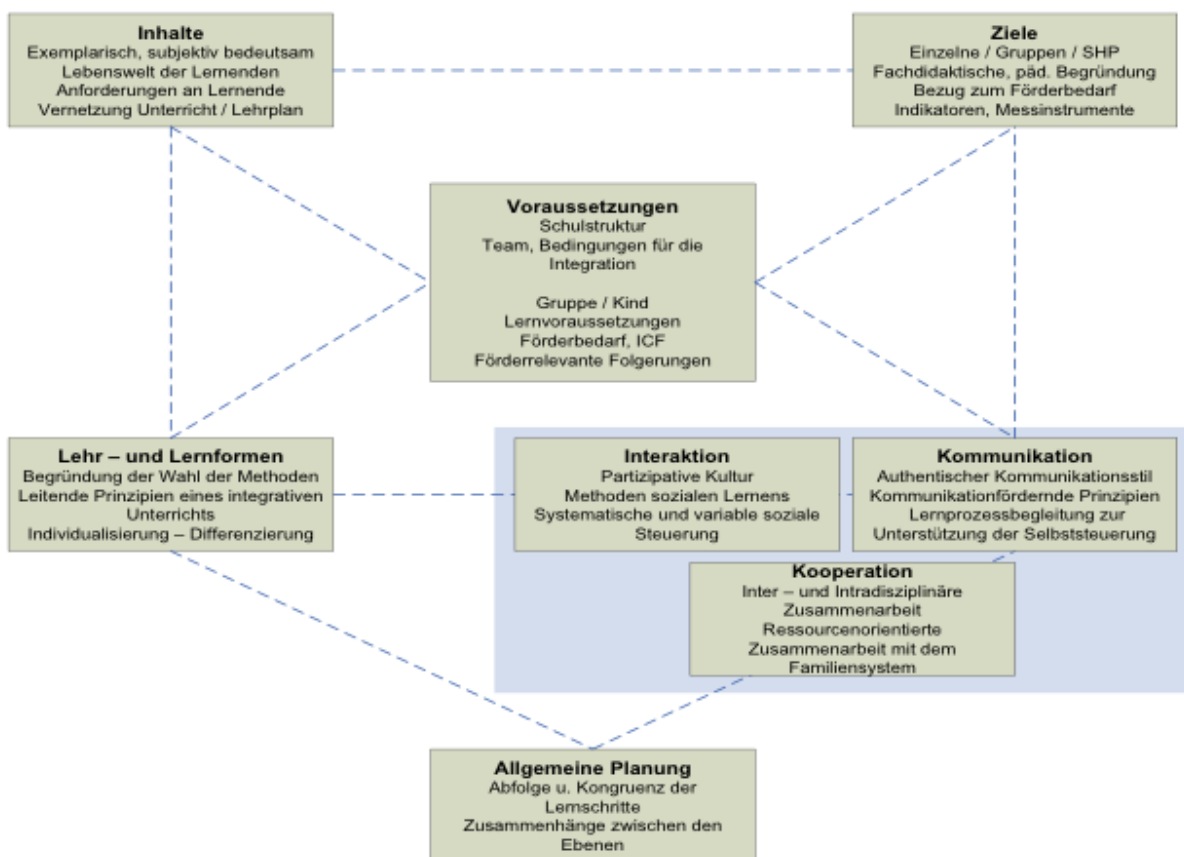 Inhalte
Exemplarisch, subjektiv bedeutsam
Lebenswelt der Lernenden
Anforderungen an Lernende
Vernetzung Unterricht / Lehrplan
Ziele
Einzelne / Gruppen / SHP
Fachdidaktische, päd. Begründung
Bezug zum Förderbedarf
Indikatoren, Messinstrumente
Voraussetzungen
Schulstruktur
Team, Bedingungen für die
Integration
Gruppe / Kind
Lernvoraussetzungen
Förderbedarf, ICF
Förderrelevante Folgerungen
Lehr – und Lernformen
Begründung der Wahl der Methoden
Leitende Prinzipien eines integrativen
Unterrichts
Individualisierung – Differenzierung
Interaktion
Partizipative Kultur
Methoden sozialen Lernens
Systematische und variable soziale
Steuerung
Kommunikation
Authentischer Kommunikationsstil
Kommunikationfördernde Prinzipien
Lernprozessbegleitung zur
Unterstützung der Selbststeuerung
Kooperation
Inter – und Intradisziplinäre
Zusammenarbeit
Ressourcenorientierte
Zusammenarbeit mit dem
Familiensystem
Allgemeine Planung
Abfolge u. Kongruenz der
Lernschritte
Zusammenhänge zwischen den
Ebenen